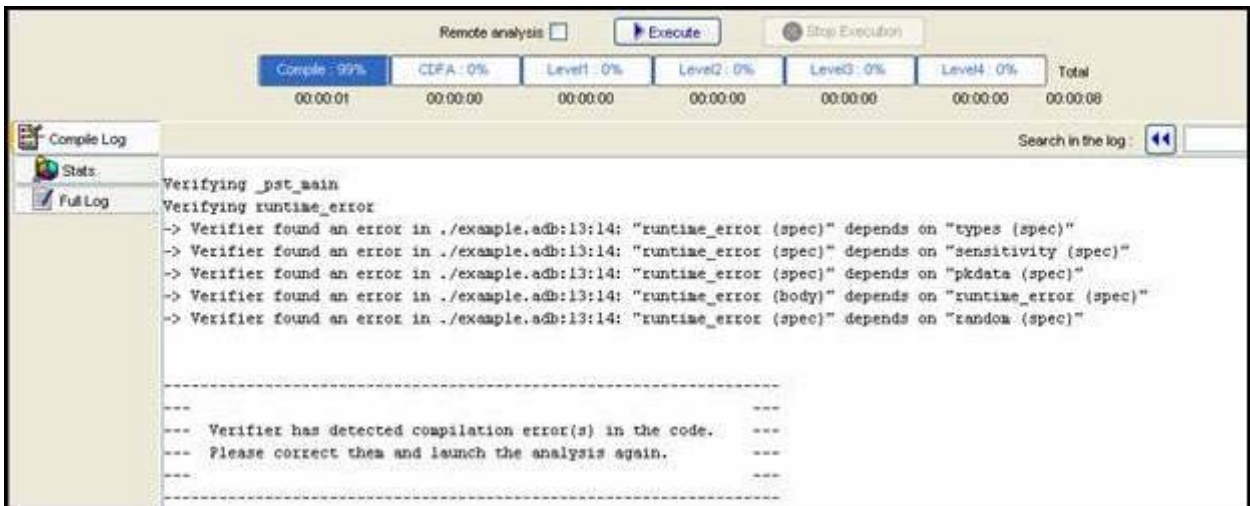 Remote analysis Execute Stop Execution
Compile : 99% CDFA : 0% Level1 : 0% Level2 : 0% Level3 : 0% Level4 : 0% Total
00:00:01 00:00:00 00:00:00 00:00:00 00:00:00 00:00:00 00:00:08
Compile Log Search in the log :
Stats
Full Log
Verifying _pst_main
Verifying runtime_error
-> Verifier found an error in ./example.adb:13:14: "runtime_error (spec)" depends on "types (spec)"
-> Verifier found an error in ./example.adb:13:14: "runtime_error (spec)" depends on "sensitivity (spec)"
-> Verifier found an error in ./example.adb:13:14: "runtime_error (spec)" depends on "pkdata (spec)"
-> Verifier found an error in ./example.adb:13:14: "runtime_error (body)" depends on "runtime_error (spec)"
-> Verifier found an error in ./example.adb:13:14: "runtime_error (spec)" depends on "random (spec)"
---------------------------------------------------------------------
--- ---
--- Verifier has detected compilation error(s) in the code. ---
--- Please correct them and launch the analysis again. ---
--- ---
---------------------------------------------------------------------